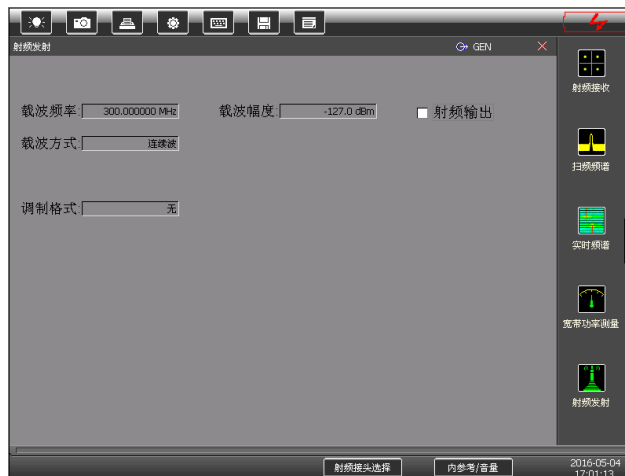 射频发射
GEN
载波频率: 300.000000 MHz
载波幅度: -127.0 dBm
射频输出
载波方式: 连续波
调制格式: 无
射频接收
扫频频谱
实时频谱
宽带功率测量
射频发射
射频接头选择
内参考/音量
2016-05-04
17:01:13